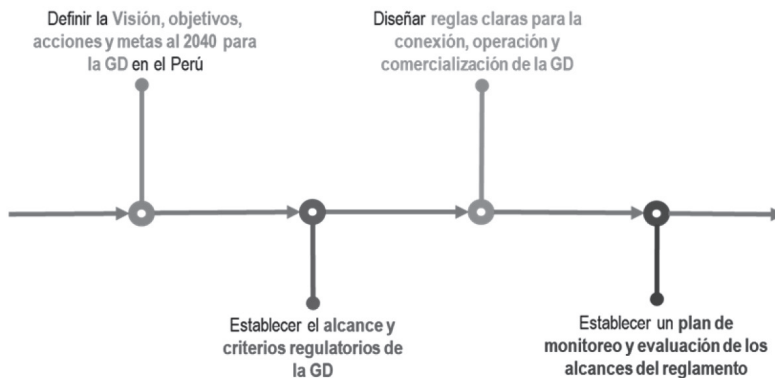 Definir la Visión, objetivos,
acciones y metas al 2040 para
la GD en el Perú
Establecer el alcance y
criterios regulatorios de
la GD
Diseñar reglas claras para la
conexión, operación y
comercialización de la GD
Establecer un plan de
monitoreo y evaluación de los
alcances del reglamento